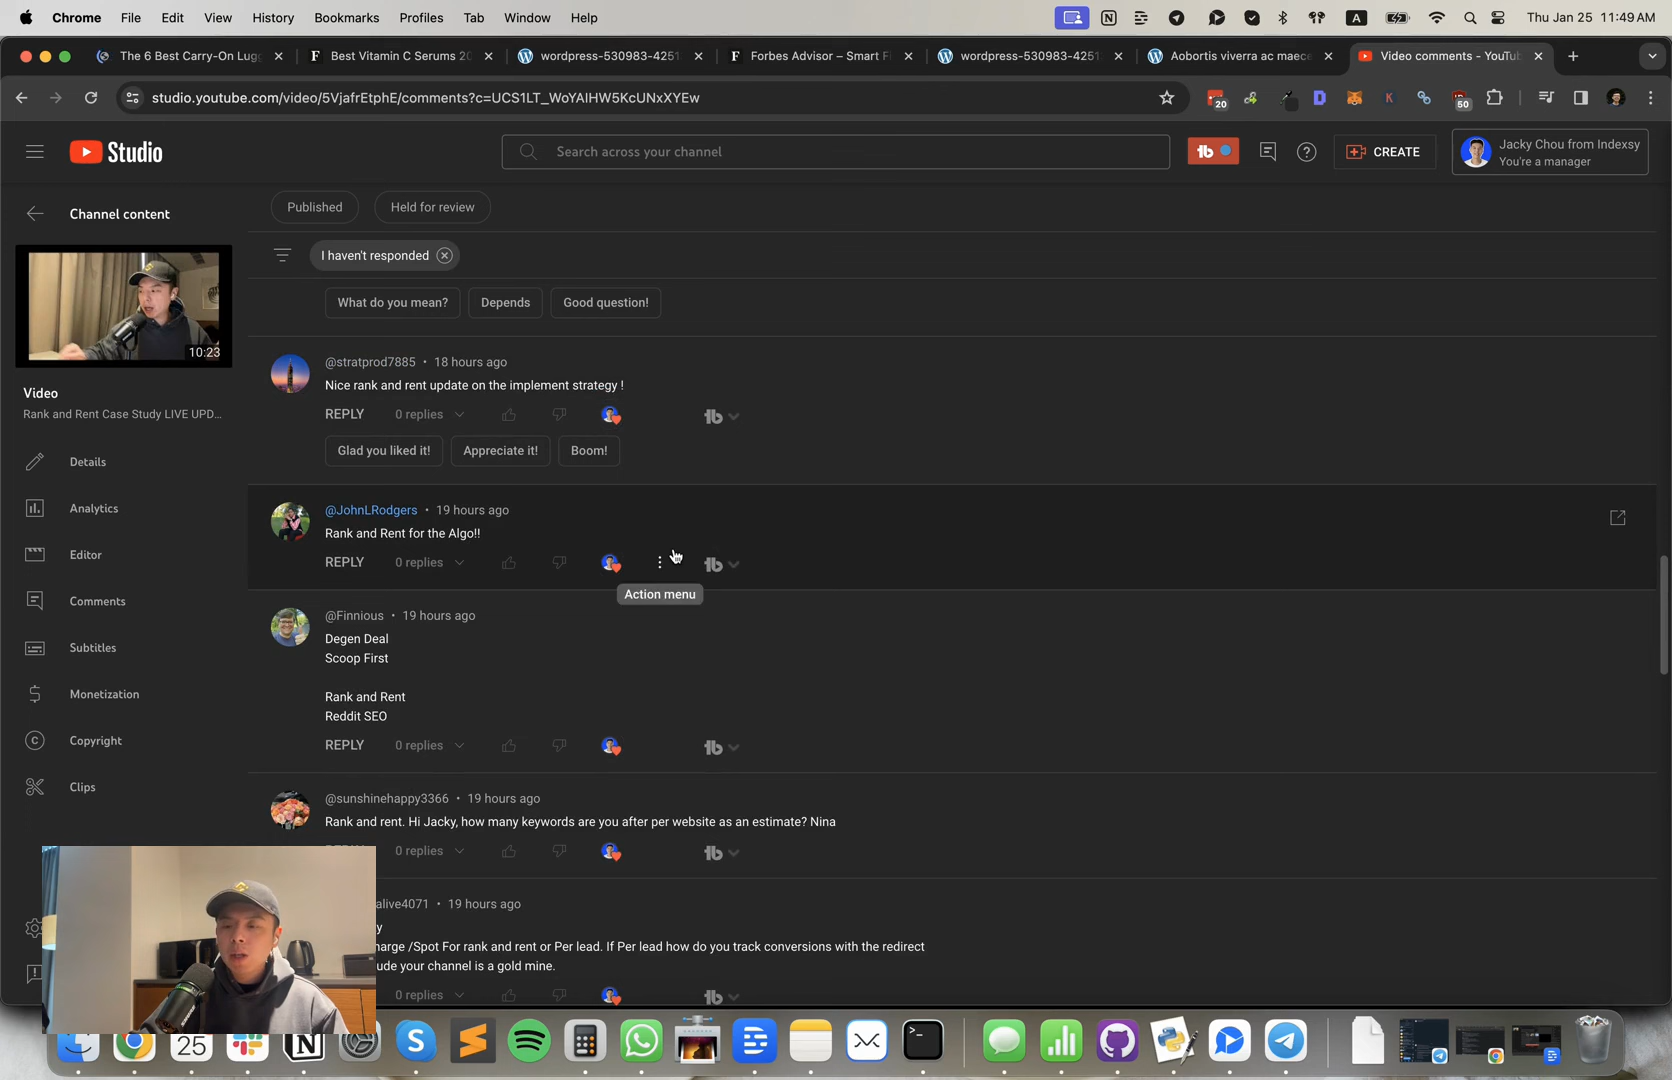 Chrome File Edit View History Bookmarks Profiles Tab Window Help
A
Thu Jan 25 11:49 AM
The 6 Best Carry-On Lugg
Best Vitamin C Serums 20
wordpress-530983-4251
Forbes Advisor – Smart Fi
wordpress-530983-4251
Aobortis viverra ac maece
Video comments - YouTub
studio.youtube.com/video/5VjafrEtphE/comments?c=UCS1LT_WoYAIHW5KcUNxXYEw
20
50
Studio
Search across your channel
CREATE
Jacky Chou from Indexsy
You're a manager
Channel content
10:23
Video
Rank and Rent Case Study LIVE UPD...
Details
Analytics
Editor
Comments
Subtitles
Monetization
Copyright
Clips
Published
Held for review
I haven't responded
What do you mean?
Depends
Good question!
@stratprod7885 • 18 hours ago
Nice rank and rent update on the implement strategy !
REPLY 0 replies
Glad you liked it!
Appreciate it!
Boom!
@JohnLRodgers • 19 hours ago
Rank and Rent for the Algo!!
REPLY 0 replies
Action menu
@Finnious • 19 hours ago
Degen Deal
Scoop First
Rank and Rent
Reddit SEO
REPLY 0 replies
@sunshinehappy3366 • 19 hours ago
Rank and rent. Hi Jacky, how many keywords are you after per website as an estimate? Nina
0 replies
alive4071 • 19 hours ago
y
harge /Spot For rank and rent or Per lead. If Per lead how do you track conversions with the redirect
ude your channel is a gold mine.
0 replies
25